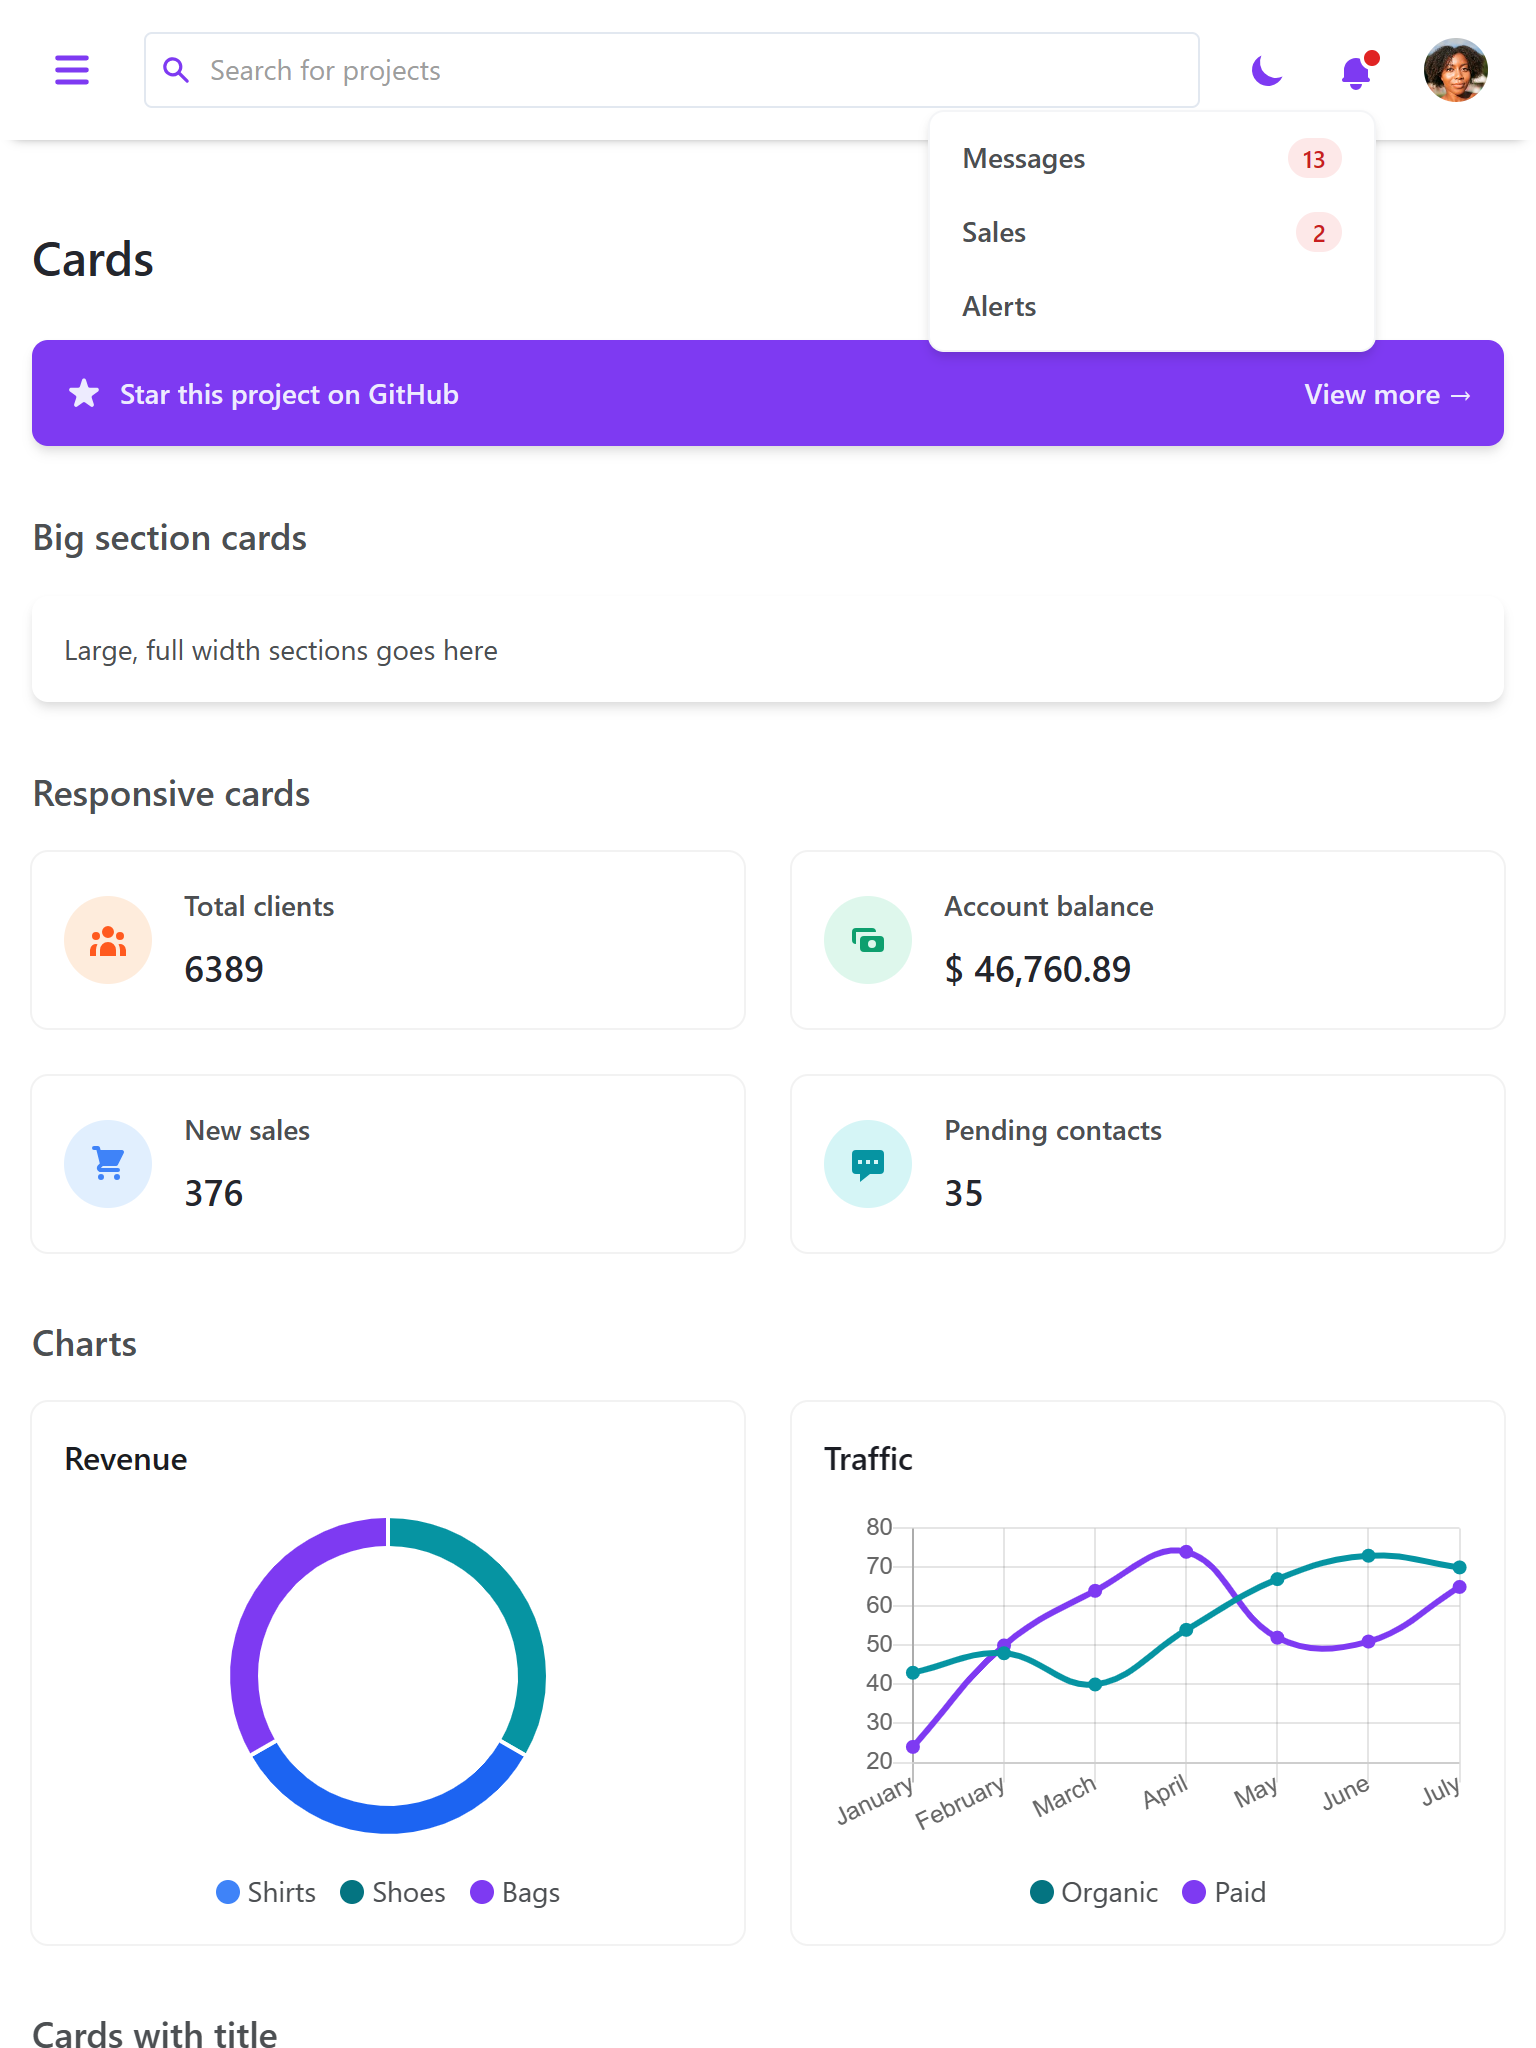 Search for projects
Messages 13
Sales 2
Alerts
Cards
Star this project on GitHub View more →
Big section cards
Large, full width sections goes here
Responsive cards
Total clients
6389
Account balance
$ 46,760.89
New sales
376
Pending contacts
35
Charts
Revenue
Shirts Shoes Bags
Traffic
80
70
60
50
40
30
20
January February March April May June July
Organic Paid
Cards with title